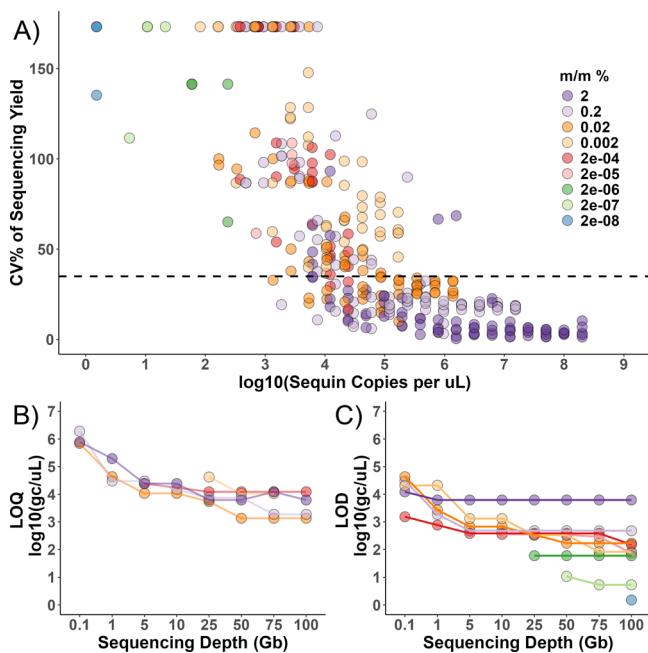 A)
CV% of Sequencing Yield
150
100
50
0
0 1 2 3 4 5 6 7 8 9
log10(Sequin Copies per uL)
m/m %
2
0.2
0.02
0.002
2e-04
2e-05
2e-06
2e-07
2e-08
B)
LOQ
log10(gc/uL)
7
6
5
4
3
2
1
0
0.1 1 5 10 25 50 75 100
Sequencing Depth (Gb)
C)
LOD
log10(gc/uL)
7
6
5
4
3
2
1
0
0.1 1 5 10 25 50 75 100
Sequencing Depth (Gb)